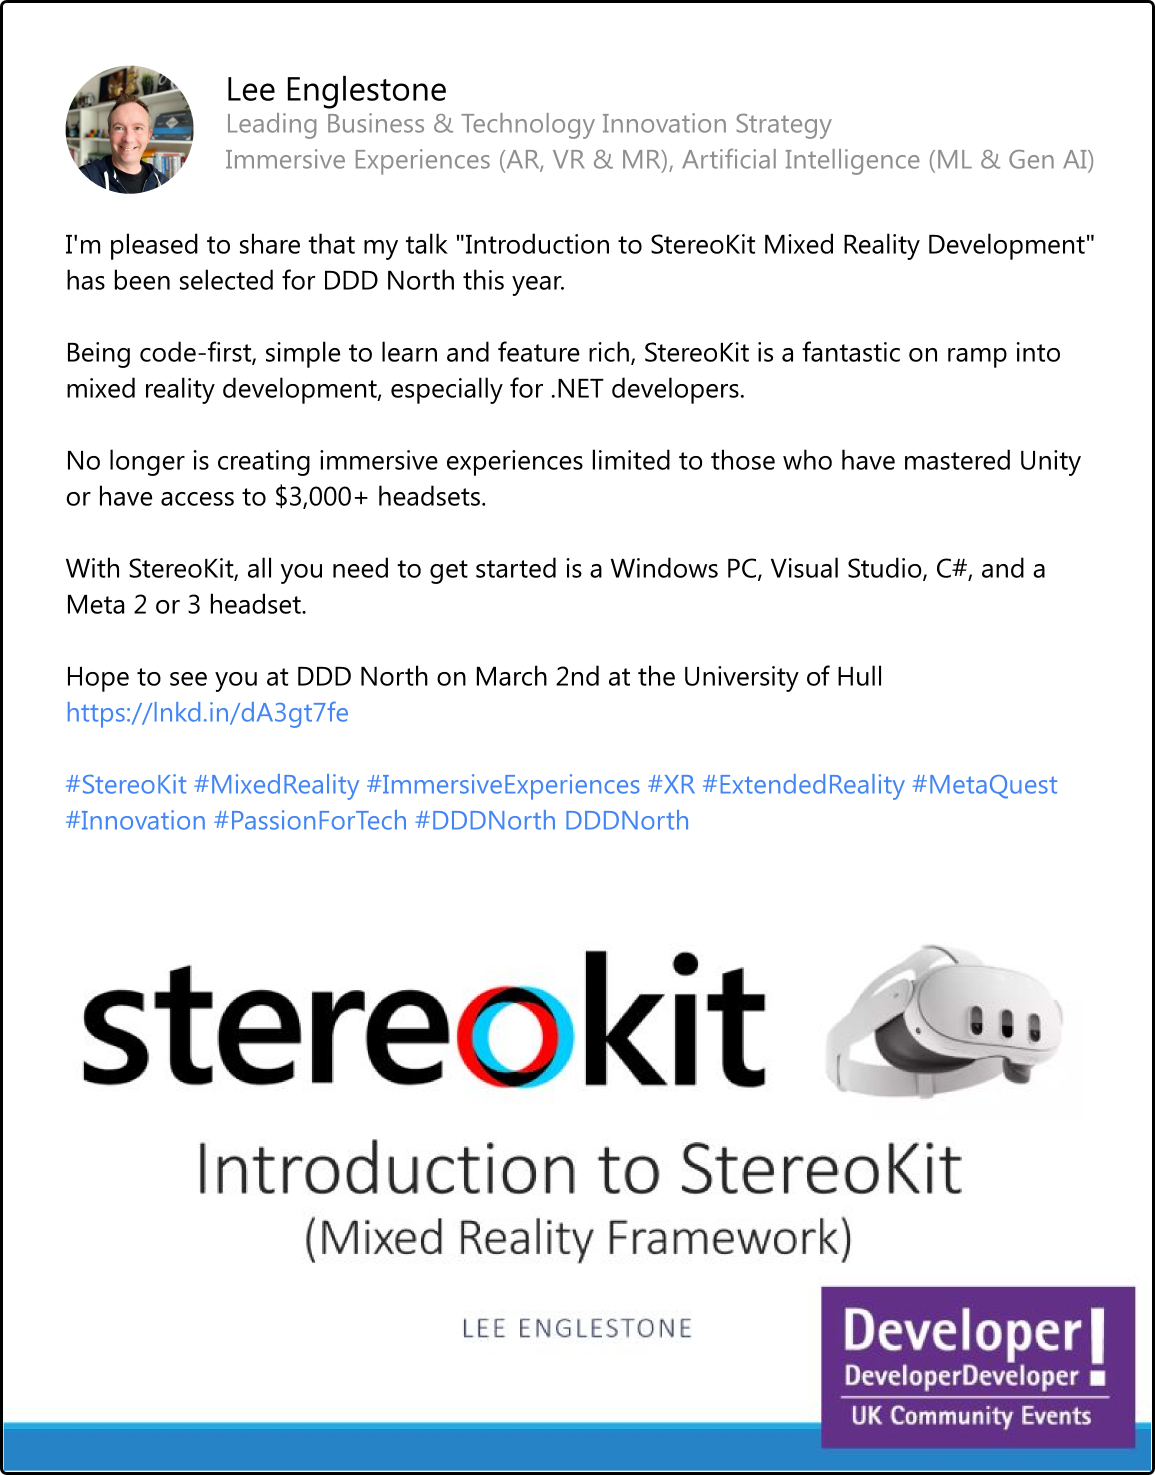 Lee Englestone
Leading Business & Technology Innovation Strategy
Immersive Experiences (AR, VR & MR), Artificial Intelligence (ML & Gen AI)
I'm pleased to share that my talk "Introduction to StereoKit Mixed Reality Development"
has been selected for DDD North this year.
Being code-first, simple to learn and feature rich, StereoKit is a fantastic on ramp into
mixed reality development, especially for .NET developers.
No longer is creating immersive experiences limited to those who have mastered Unity
or have access to $3,000+ headsets.
With StereoKit, all you need to get started is a Windows PC, Visual Studio, C#, and a
Meta 2 or 3 headset.
Hope to see you at DDD North on March 2nd at the University of Hull
https://lnkd.in/dA3gt7fe
#StereoKit #MixedReality #ImmersiveExperiences #XR #ExtendedReality #MetaQuest
#Innovation #PassionForTech #DDDNorth DDDNorth
stereokit
Introduction to StereoKit
(Mixed Reality Framework)
LEE ENGLESTONE
Developer!
DeveloperDeveloper
UK Community Events